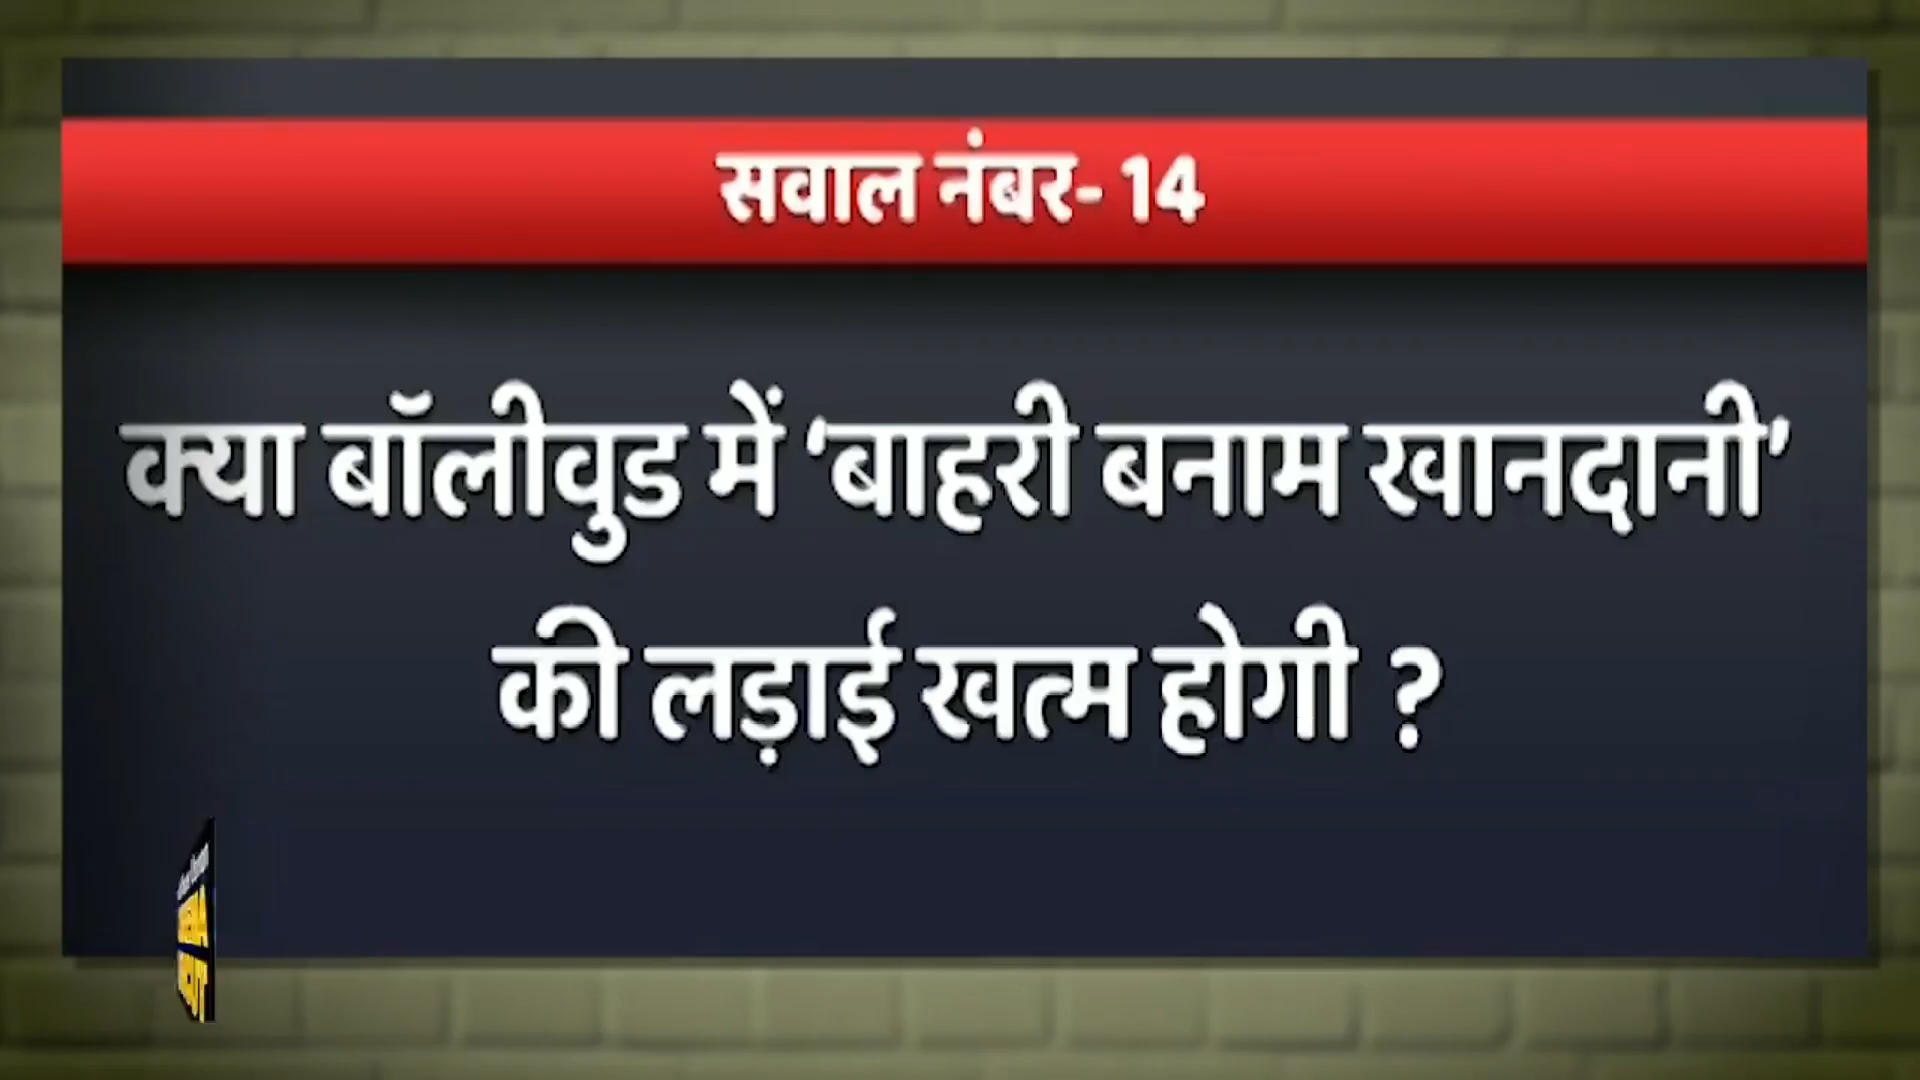 सवाल नंबर- 14
क्या बॉलीवुड में ‘बाहरी बनाम खानदानी’
की लड़ाई खत्म होगी ?